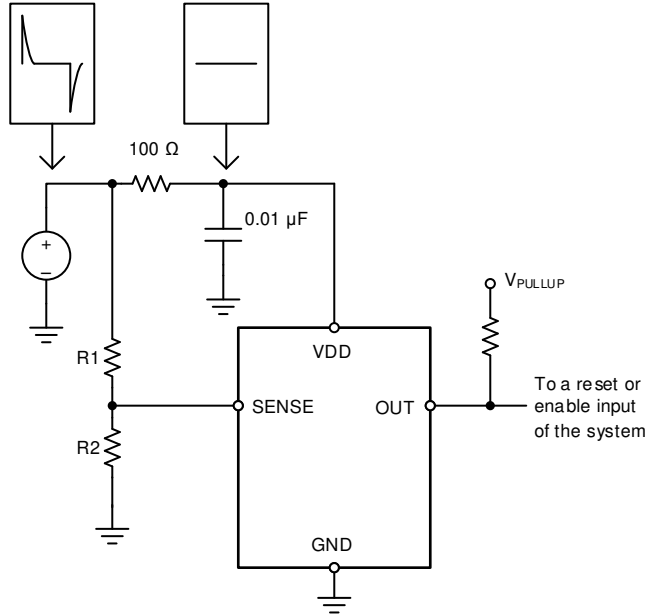 100 Ω
0.01 µF
+
–
VPULLUP
VDD
R1
SENSE
OUT
To a reset or
enable input
of the system
R2
GND